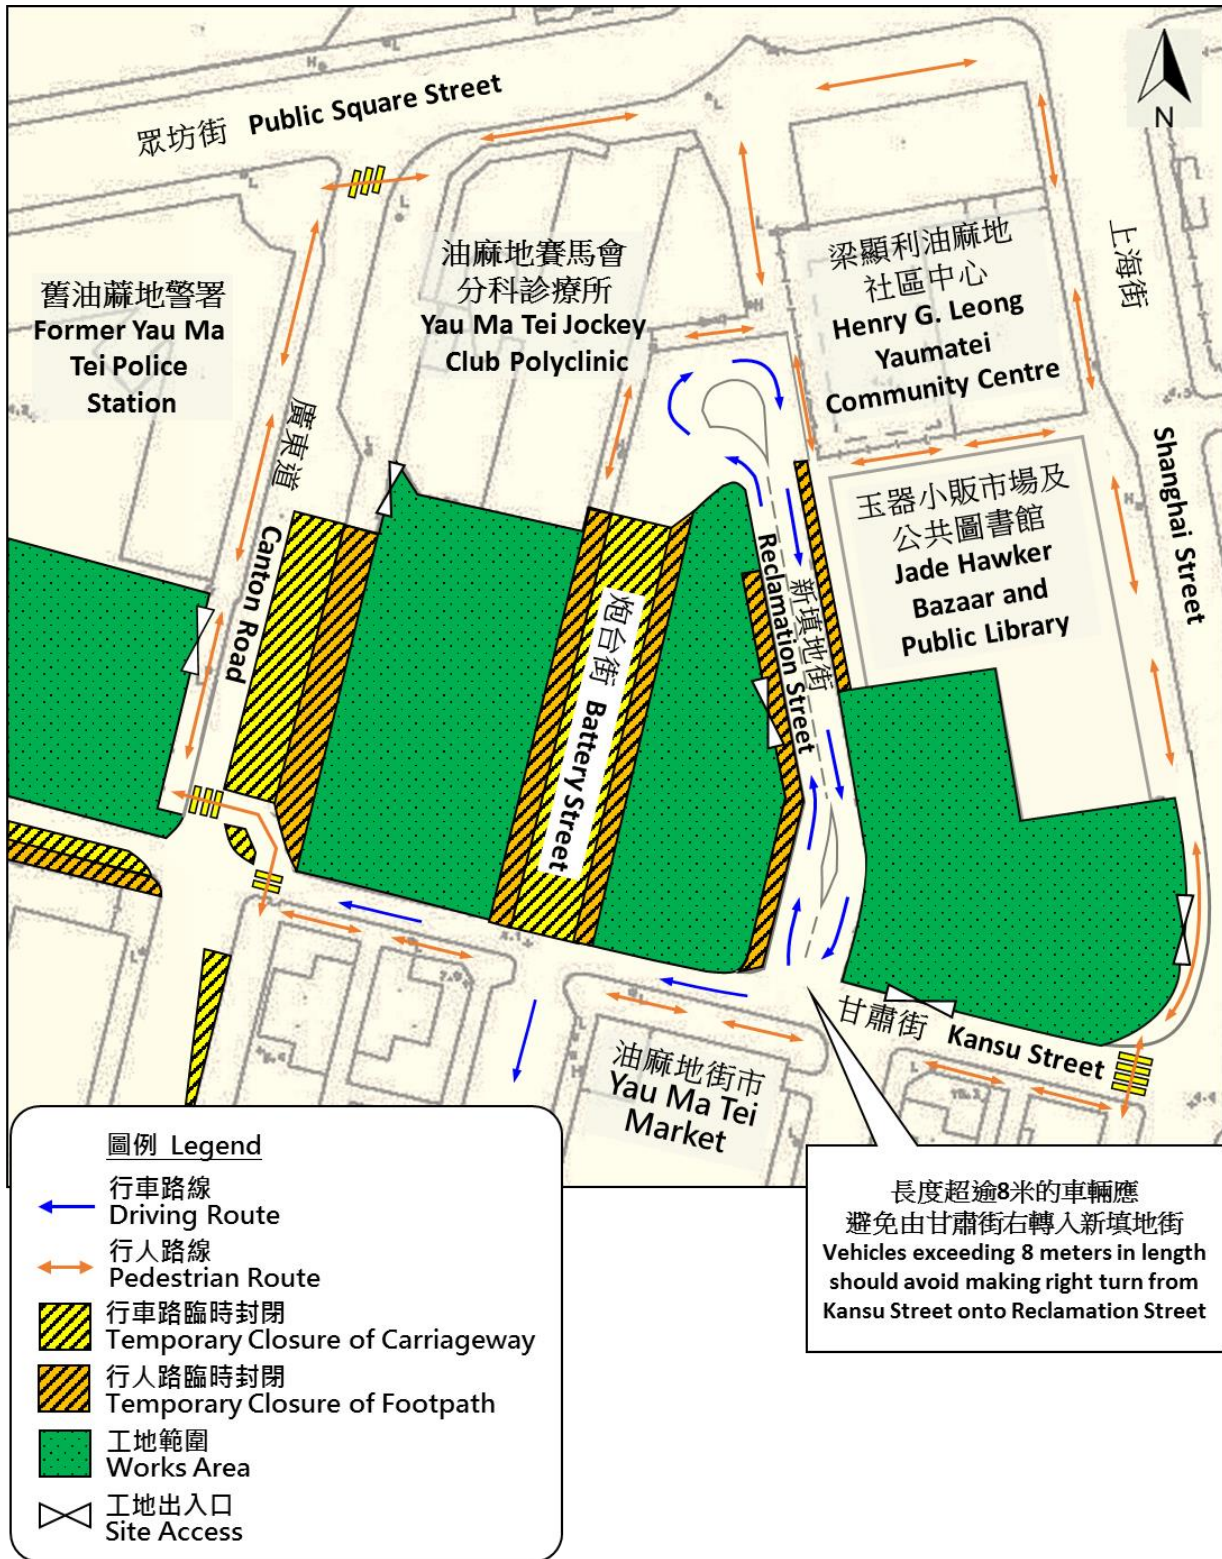 眾坊街 Public Square Street
N
舊油蔴地警署
Former Yau Ma
Tei Police
Station
油麻地賽馬會
分科診療所
Yau Ma Tei Jockey
Club Polyclinic
梁顯利油麻地
社區中心
Henry G. Leong
Yaumatei
Community Centre
上海街
Shanghai Street
廣東道
Canton Road
玉器小販市場及
公共圖書館
Jade Hawker
Bazaar and
Public Library
炮台街 Battery Street
新填地街
Reclamation Street
甘肅街 Kansu Street
油麻地街市
Yau Ma Tei
Market
長度超逾8米的車輛應
避免由甘肅街右轉入新填地街
Vehicles exceeding 8 meters in length
should avoid making right turn from
Kansu Street onto Reclamation Street
圖例 Legend
行車路線
Driving Route
行人路線
Pedestrian Route
行車路臨時封閉
Temporary Closure of Carriageway
行人路臨時封閉
Temporary Closure of Footpath
工地範圍
Works Area
工地出入口
Site Access